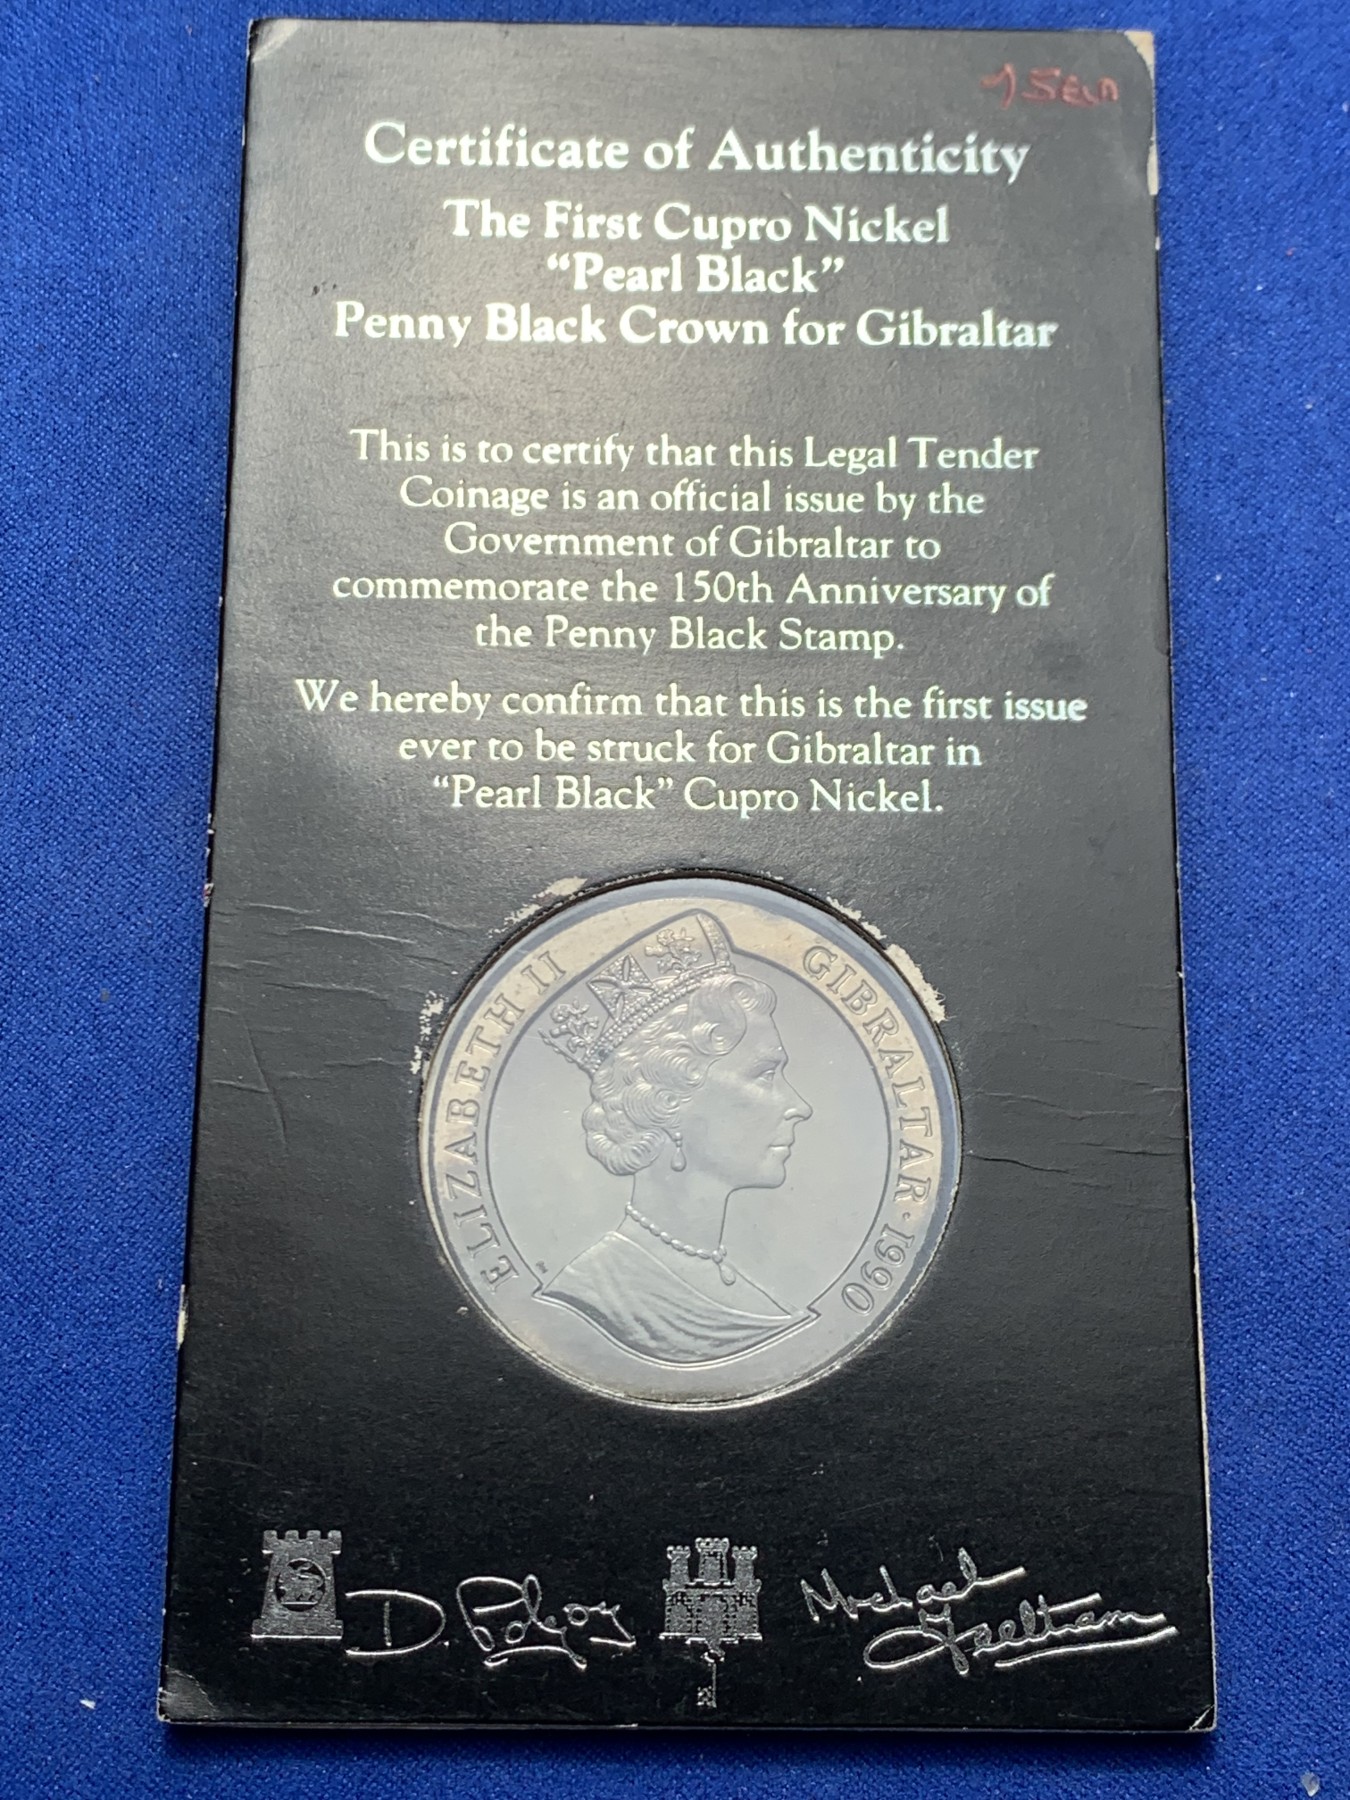 Certificate of Authenticity
The First Cupro Nickel
“Pearl Black”
Penny Black Crown for Gibraltar
This is to certify that this Legal Tender
Coinage is an official issue by the
Government of Gibraltar to
commemorate the 150th Anniversary of
the Penny Black Stamp.
We hereby confirm that this is the first issue
ever to be struck for Gibraltar in
“Pearl Black” Cupro Nickel.
ELIZABETH II
GIBRALTAR · 1990
Michael